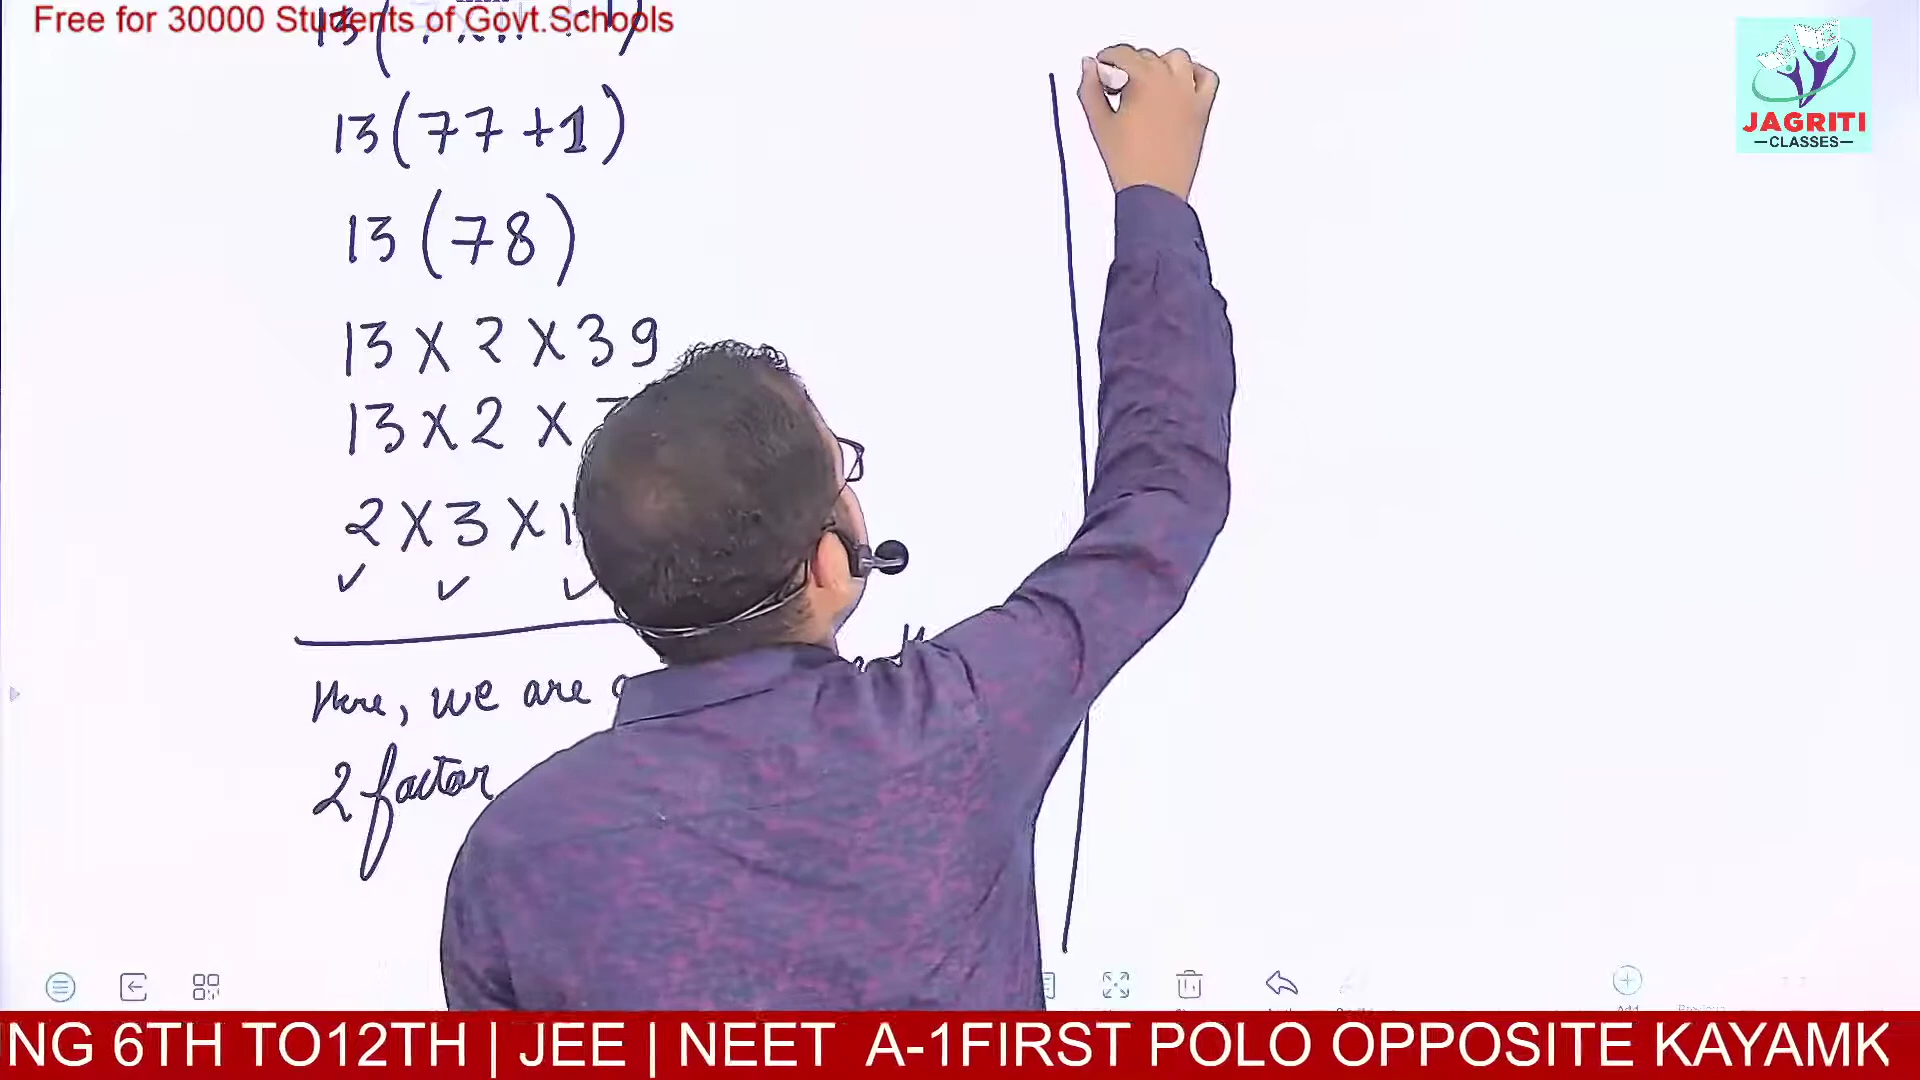 Free for 30000 Students of Govt.Schools
JAGRITI
CLASSES
13(77+1)
13(78)
13 X 2 X 39
13 X 2 X
2 X 3 X 1
Here, we are
2 factor
NG 6TH TO12TH | JEE | NEET A-1FIRST POLO OPPOSITE KAYAMK